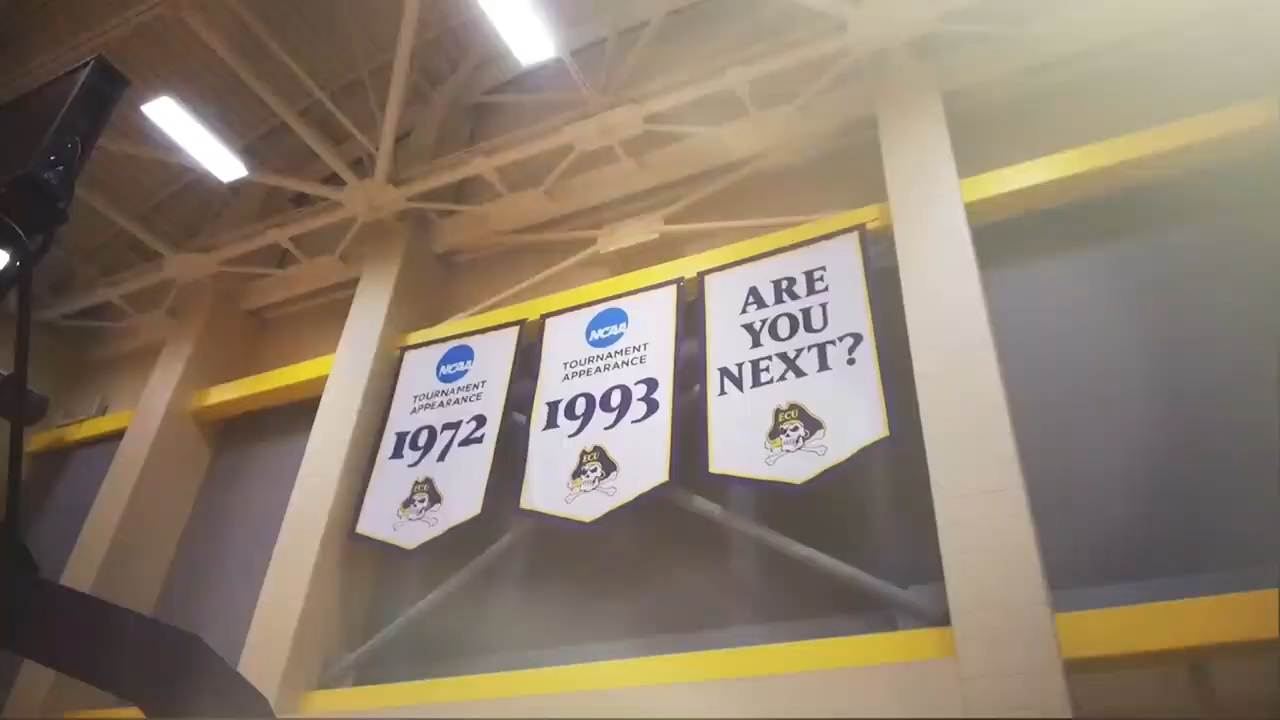 NCAA
TOURNAMENT
APPEARANCE
1972
ECU
NCAA
TOURNAMENT
APPEARANCE
1993
ECU
ARE
YOU
NEXT?
ECU